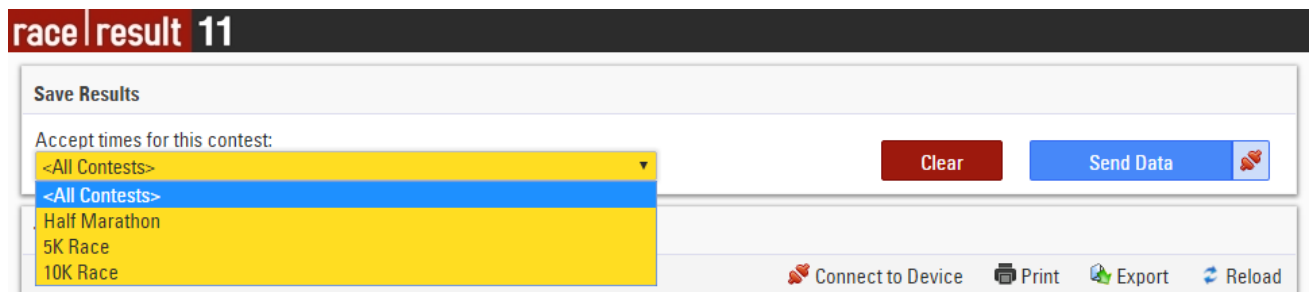 race result 11
Save Results
Accept times for this contest:
<All Contests>
Clear
Send Data
<All Contests>
Half Marathon
5K Race
10K Race
Connect to Device
Print
Export
Reload